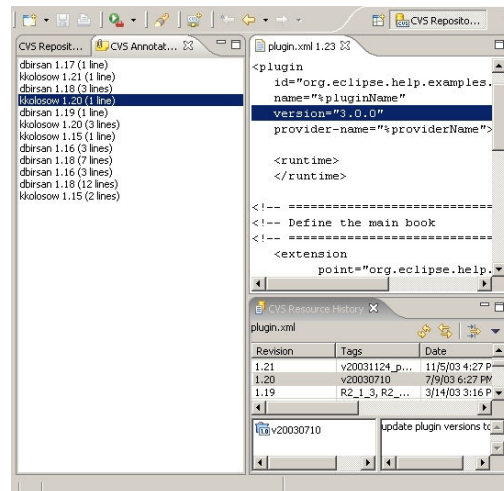 CVS Reposito...
CVS Reposit...
CVS Annotat...
dbirsan 1.17 (1 line)
kkolosow 1.21 (1 line)
dbirsan 1.18 (3 lines)
kkolosow 1.20 (1 line)
dbirsan 1.19 (1 line)
kkolosow 1.20 (3 lines)
kkolosow 1.15 (1 line)
dbirsan 1.16 (3 lines)
dbirsan 1.18 (7 lines)
dbirsan 1.16 (3 lines)
dbirsan 1.18 (12 lines)
kkolosow 1.15 (2 lines)
plugin.xml 1.23
<plugin
id="org.eclipse.help.examples.
name="%pluginName"
version="3.0.0"
provider-name="%providerName">
<runtime>
</runtime>
<!-- ============================
<!-- Define the main book
<!-- ============================
<extension
point="org.eclipse.help.
CVS Resource History
plugin.xml
Revision Tags Date
1.21 v20031124_p... 11/5/03 4:27 P
1.20 v20030710 7/9/03 6:27 PM
1.19 R2_1_3, R2_... 3/14/03 3:16 P
v20030710
update plugin versions to